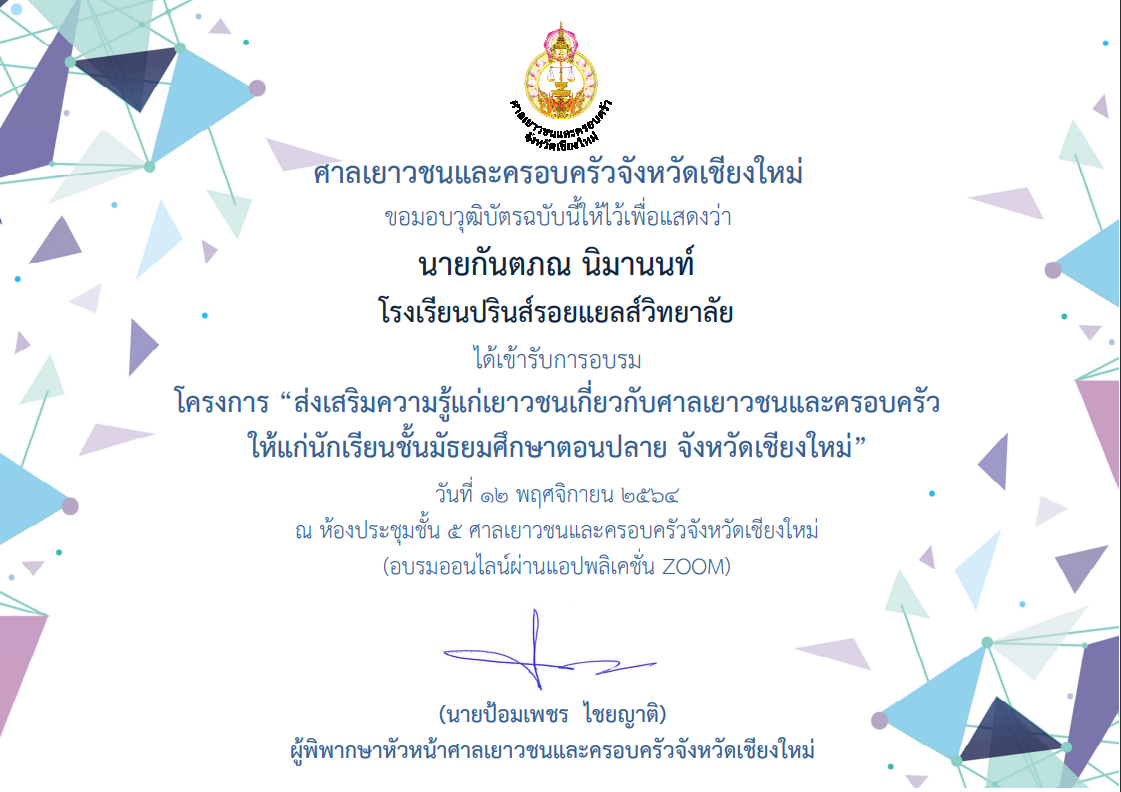 ศาลเยาวชนและครอบครัว
จังหวัดเชียงใหม่
ศาลเยาวชนและครอบครัวจังหวัดเชียงใหม่
ขอมอบวุฒิบัตรฉบับนี้ให้ไว้เพื่อแสดงว่า
นายกันตภณ นิมานนท์
โรงเรียนปรินส์รอยแยลส์วิทยาลัย
ได้เข้ารับการอบรม
โครงการ “ส่งเสริมความรู้แก่เยาวชนเกี่ยวกับศาลเยาวชนและครอบครัว
ให้แก่นักเรียนชั้นมัธยมศึกษาตอนปลาย จังหวัดเชียงใหม่”
วันที่ ๑๒ พฤศจิกายน ๒๕๖๔
ณ ห้องประชุมชั้น ๕ ศาลเยาวชนและครอบครัวจังหวัดเชียงใหม่
(อบรมออนไลน์ผ่านแอปพลิเคชั่น ZOOM)
(นายป้อมเพชร ไชยญาติ)
ผู้พิพากษาหัวหน้าศาลเยาวชนและครอบครัวจังหวัดเชียงใหม่